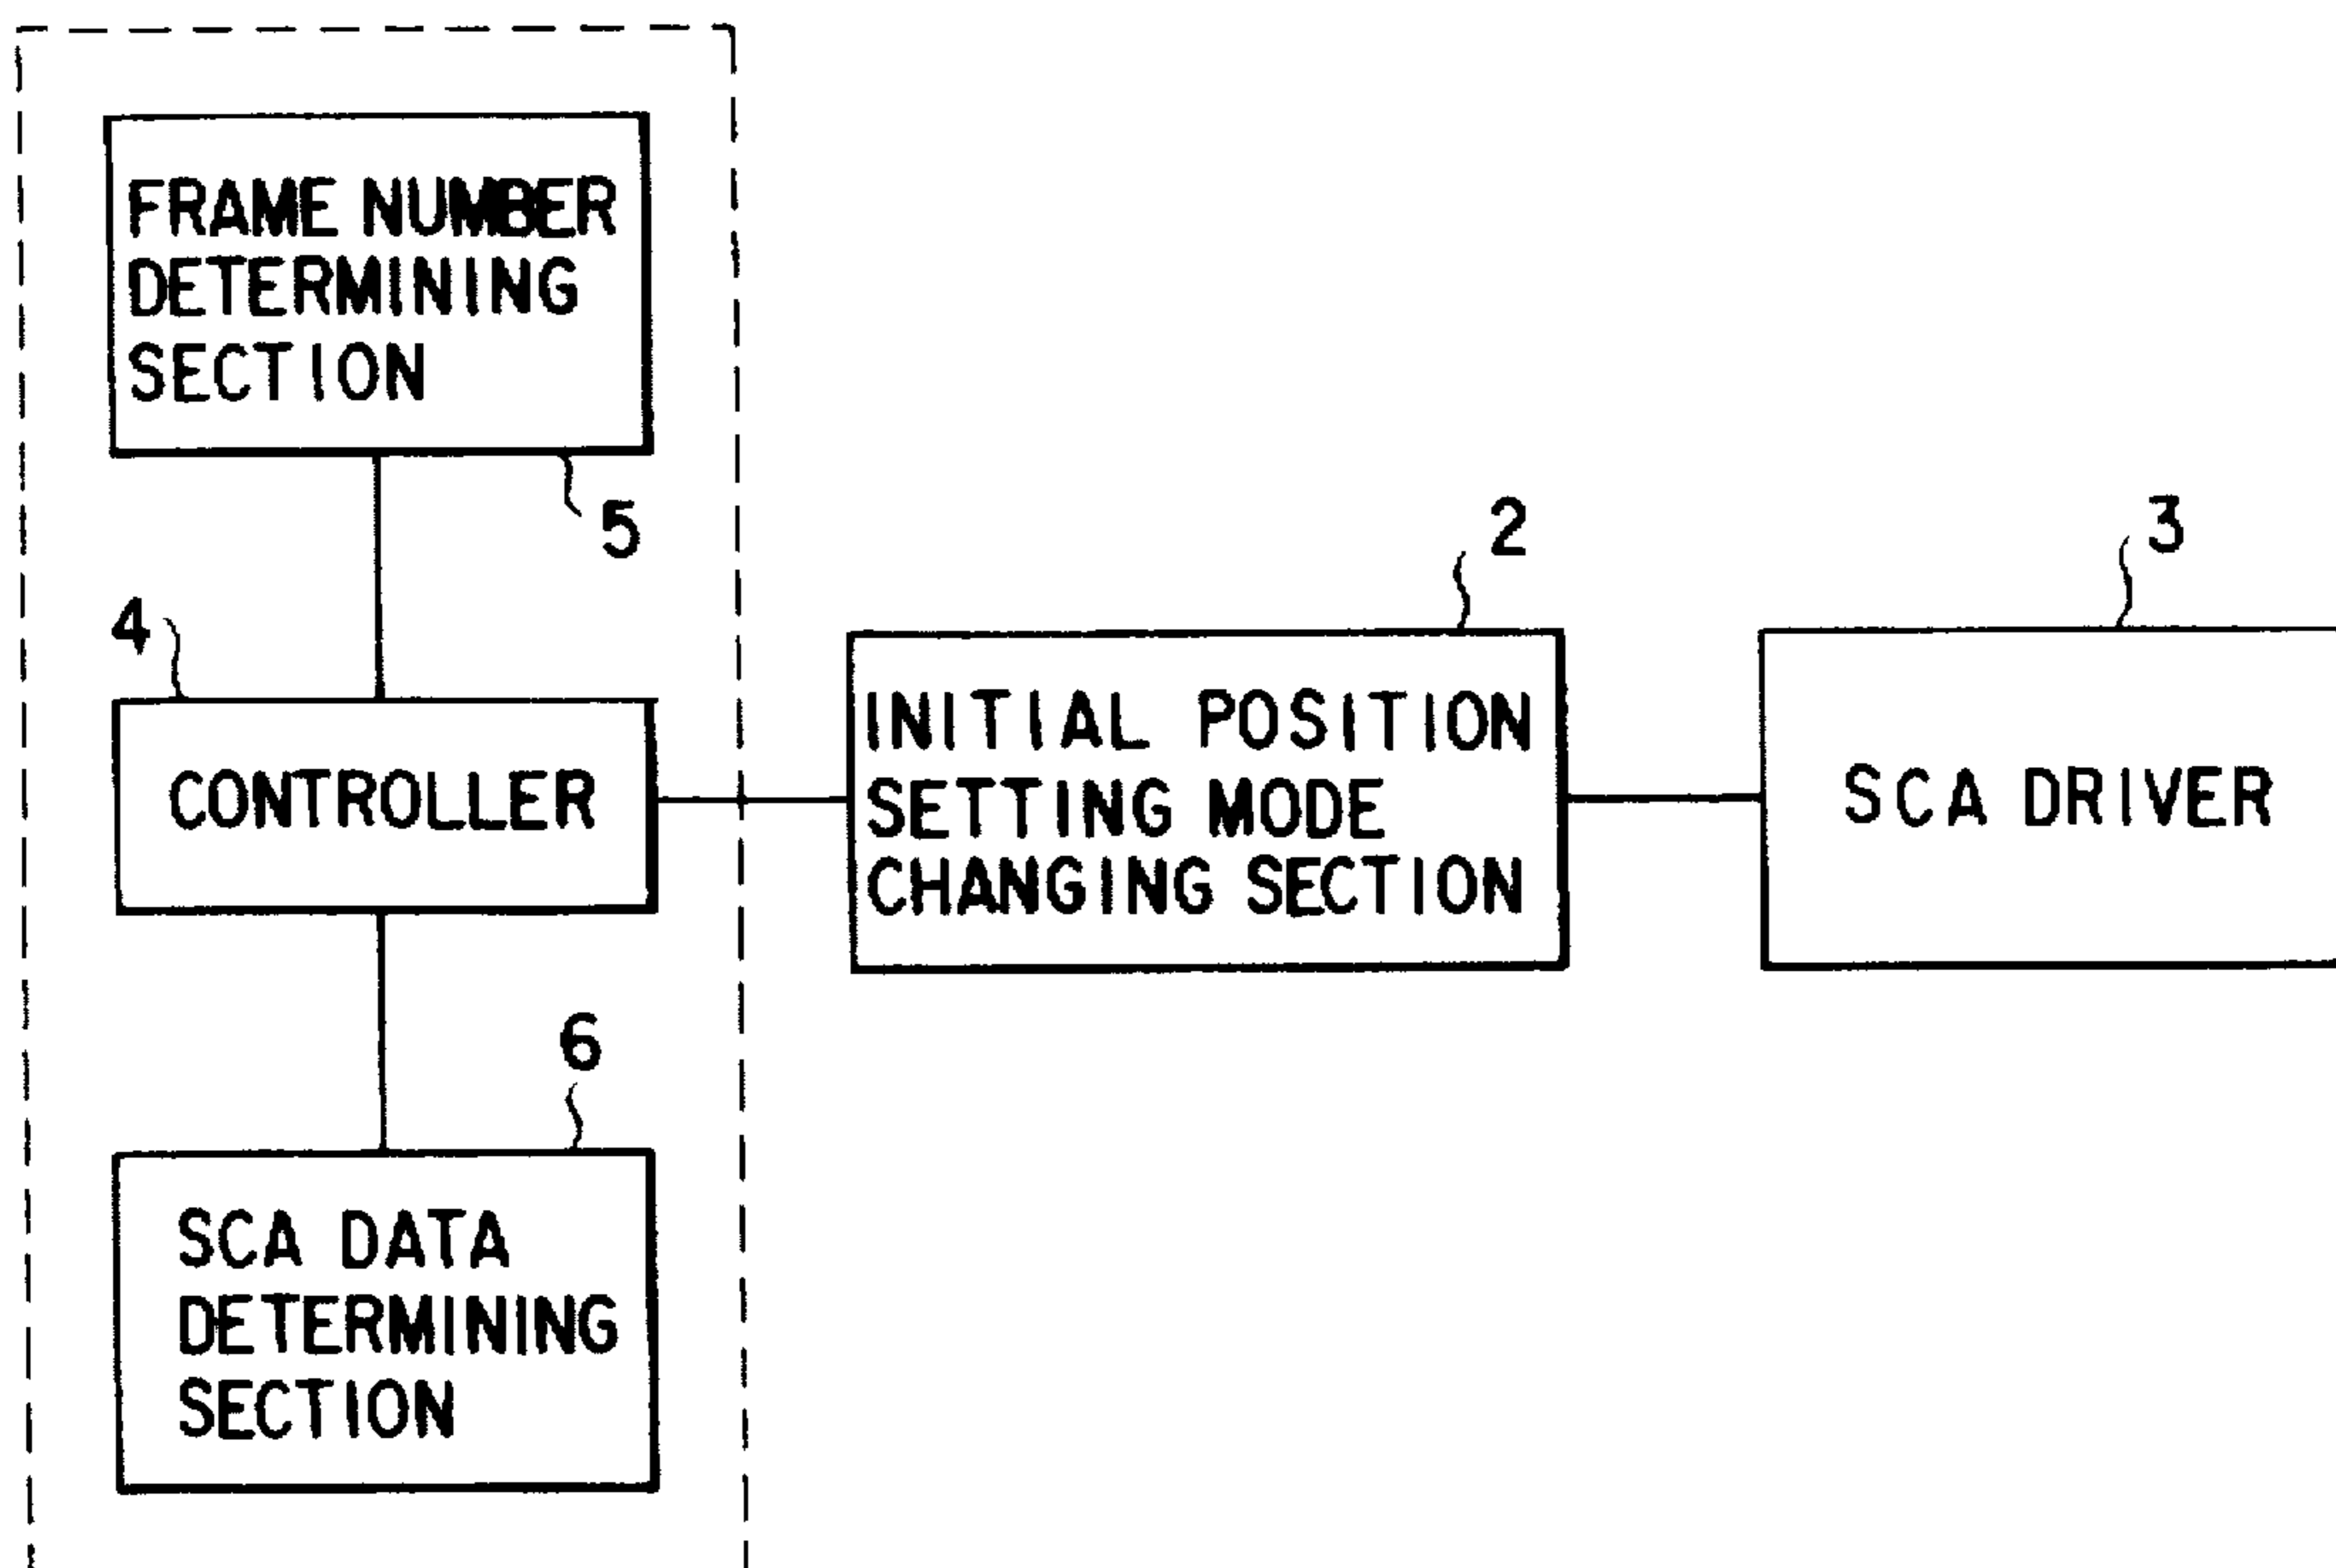 FRAME NUMBER
DETERMINING
SECTION
5
4
CONTROLLER
2
INITIAL POSITION
SETTING MODE
CHANGING SECTION
3
SCA DRIVER
6
SCA DATA
DETERMINING
SECTION